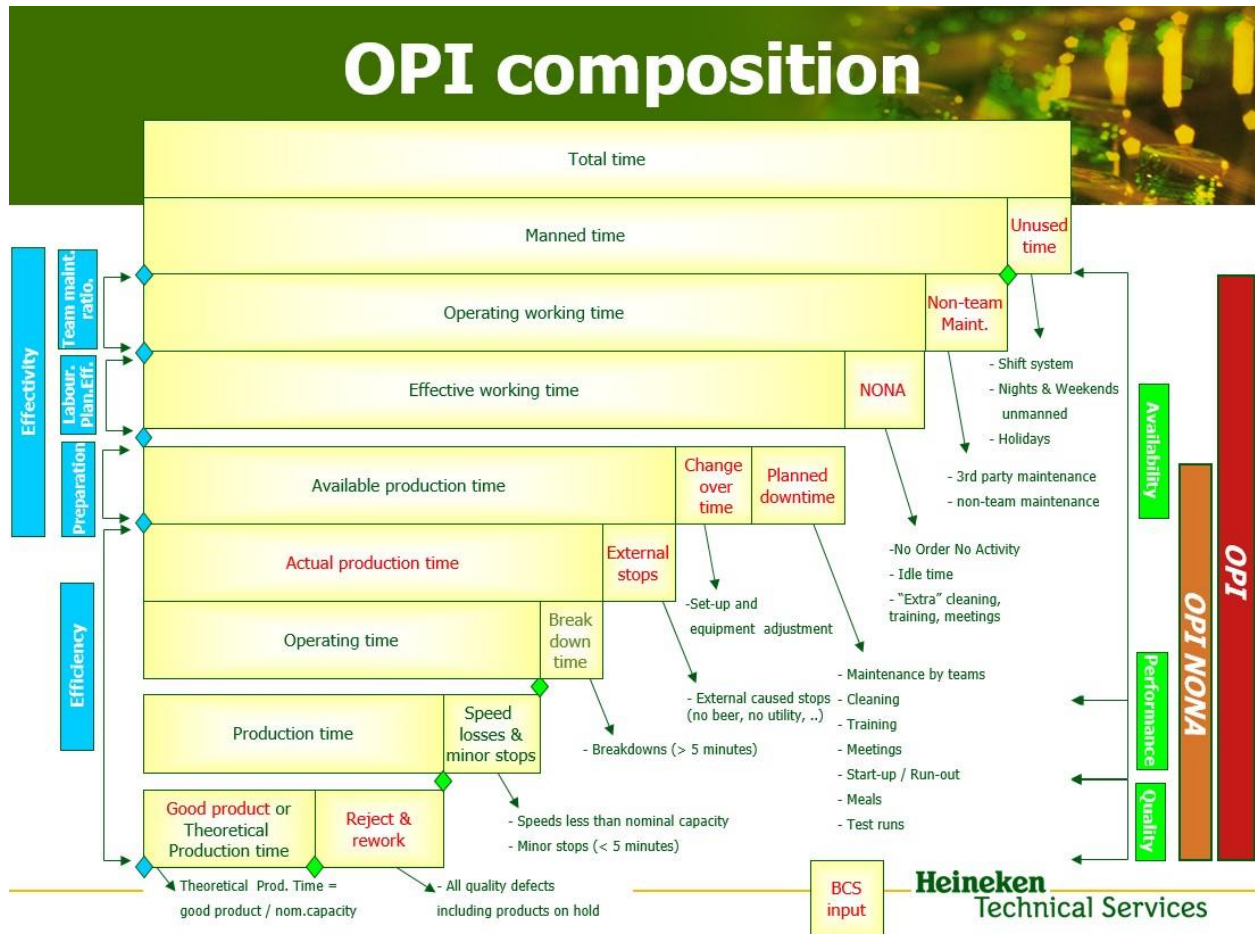 OPI composition
Total time
Manned time
Unused
time
Operating working time
Non-team
Maint.
Effective working time
NONA
Available production time
Change
over
time
Planned
downtime
Actual production time
External
stops
Operating time
Break
down
time
Production time
Speed
losses &
minor stops
Good product or
Theoretical
Production time
Reject &
rework
Effectivity
Team maint.
ratio.
Labour.
Plan.Eff.
Preparation
Efficiency
- Shift system
- Nights & Weekends
unmanned
- Holidays
- 3rd party maintenance
- non-team maintenance
-No Order No Activity
- Idle time
- “Extra” cleaning,
training, meetings
-Set-up and
equipment adjustment
- Maintenance by teams
- Cleaning
- Training
- Meetings
- Start-up / Run-out
- Meals
- Test runs
- External caused stops
(no beer, no utility, ..)
- Breakdowns (> 5 minutes)
- Speeds less than nominal capacity
- Minor stops (< 5 minutes)
- All quality defects
including products on hold
Theoretical Prod. Time =
good product / nom.capacity
Availability
Performance
Quality
OPI NONA
OPI
BCS
input
Heineken
Technical Services